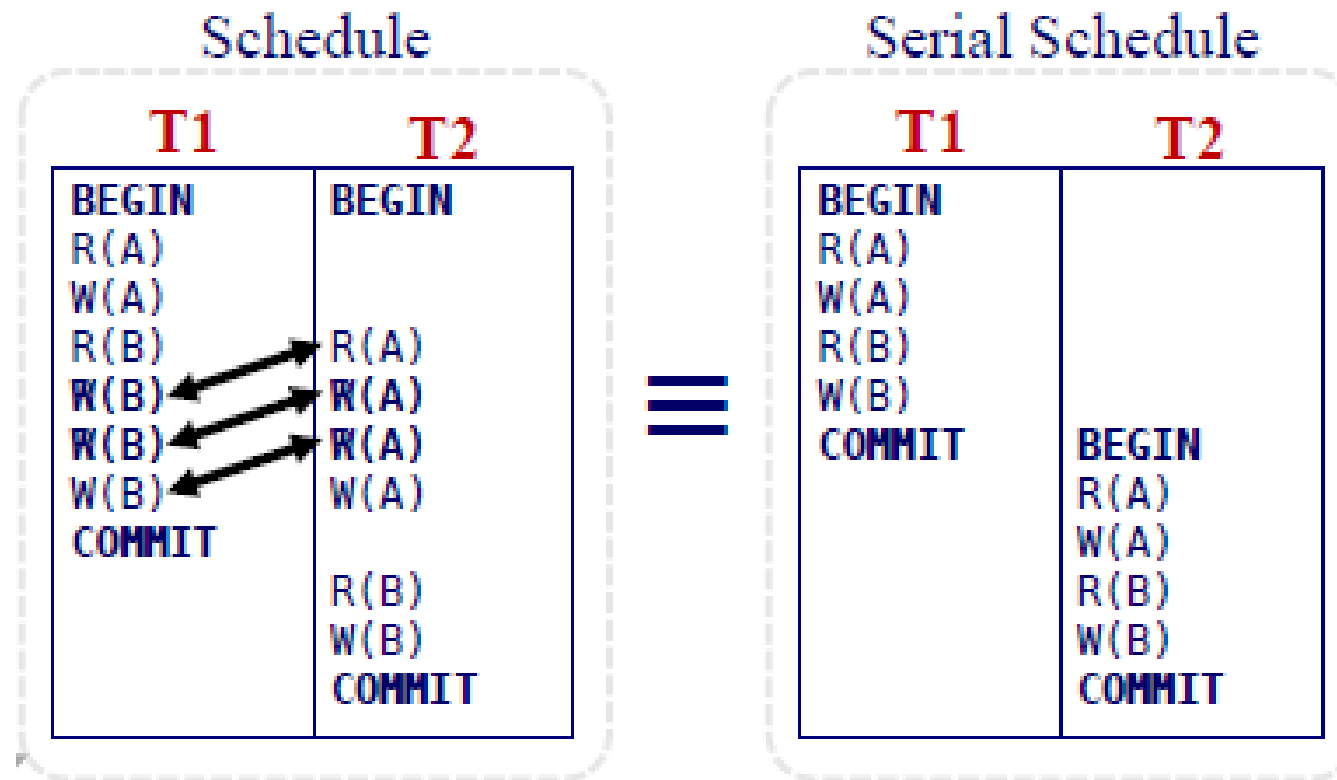 Schedule
T1 T2
BEGIN BEGIN
R(A)
W(A)
R(B) R(A)
W(B) W(A)
COMMIT
R(B)
W(B)
COMMIT
Serial Schedule
T1 T2
BEGIN
R(A)
W(A)
R(B)
W(B)
COMMIT BEGIN
R(A)
W(A)
R(B)
W(B)
COMMIT